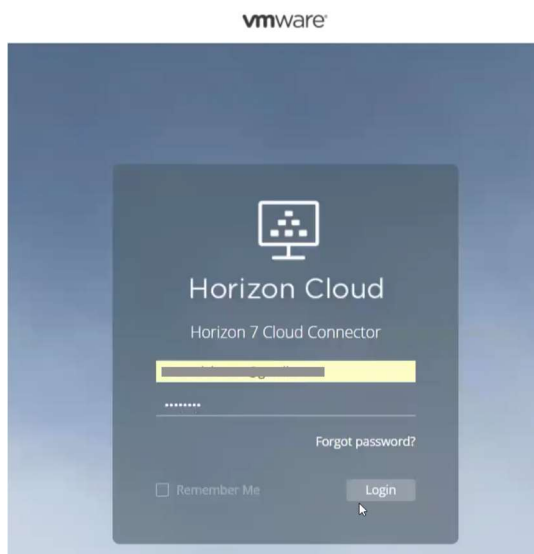 vmware
Horizon Cloud
Horizon 7 Cloud Connector
Forgot password?
Remember Me
Login